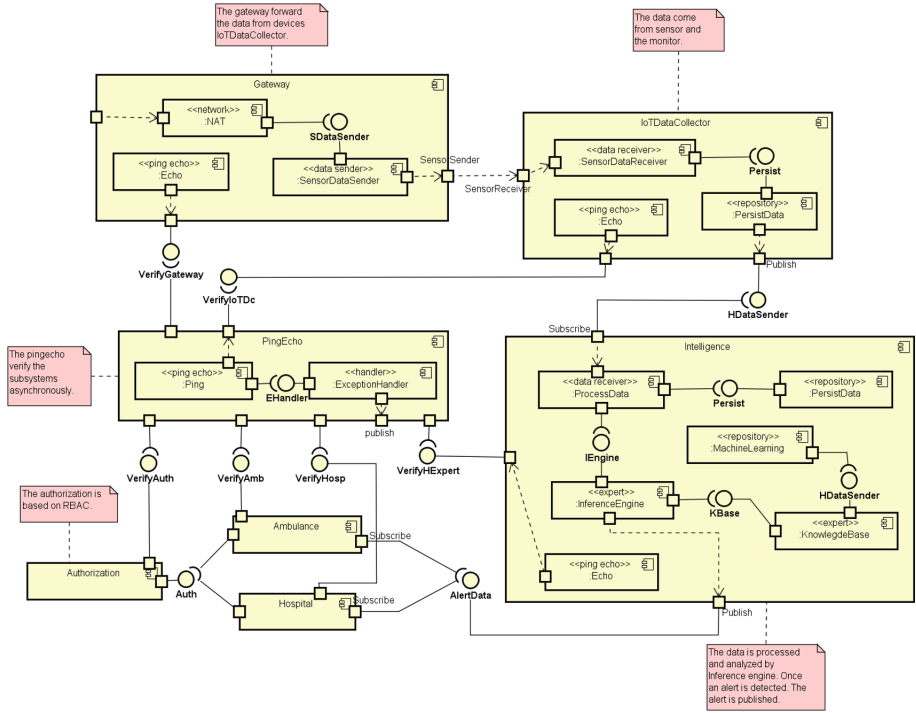 The gateway forward
the data from devices
IoTDataCollector.
The data come
from sensor and
the monitor.
Gateway
<<network>>
:NAT
SDataSender
<<ping echo>>
:Echo
<<data sender>>
:SensorDataSender
SensorSender
SensorReceiver
IoTDataCollector
<<data receiver>>
:SensorDataReceiver
Persist
<<ping echo>>
:Echo
<<repository>>
:PersistData
Publish
VerifyGateway
VerifyIoTDc
HDataSender
Subscribe
The pingecho
verify the
subsystems
asynchronously.
PingEcho
<<ping echo>>
:Ping
EHandler
<<handler>>
:ExceptionHandler
publish
VerifyAuth
VerifyAmb
VerifyHosp
VerifyHExpert
Intelligence
<<data receiver>>
:ProcessData
Persist
<<repository>>
:PersistData
IEngine
<<repository>>
:MachineLearning
HDataSender
<<expert>>
:InferenceEngine
KBase
<<expert>>
:KnowlegdeBase
<<ping echo>>
:Echo
Publish
The authorization is
based on RBAC.
Authorization
Auth
Ambulance
Subscribe
Hospital
Subscribe
AlertData
The data is processed
and analyzed by
Inference engine. Once
an alert is detected. The
alert is published.